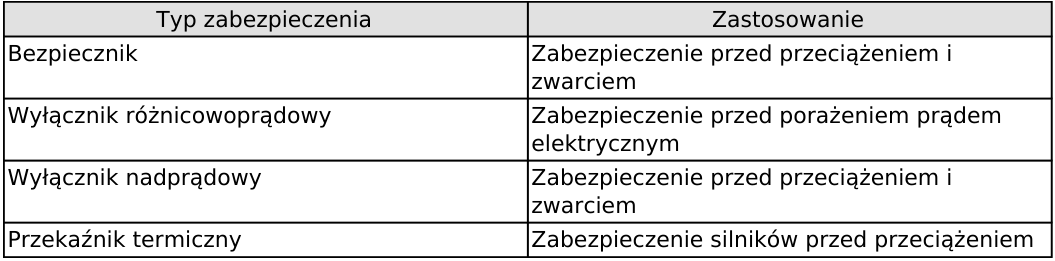 Typ zabezpieczenia Zastosowanie
Bezpiecznik Zabezpieczenie przed przeciążeniem i
zwarciem
Wyłącznik różnicowoprądowy Zabezpieczenie przed porażeniem prądem
elektrycznym
Wyłącznik nadprądowy Zabezpieczenie przed przeciążeniem i
zwarciem
Przekaźnik termiczny Zabezpieczenie silników przed przeciążeniem